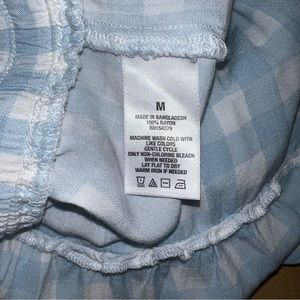 M
MADE IN BANGLADESH
100% RAYON
RN154379
MACHINE WASH COLD WITH
LIKE COLORS
GENTLE CYCLE
ONLY NON-CHLORINE BLEACH
WHEN NEEDED
LAY FLAT TO DRY
WARM IRON IF NEEDED